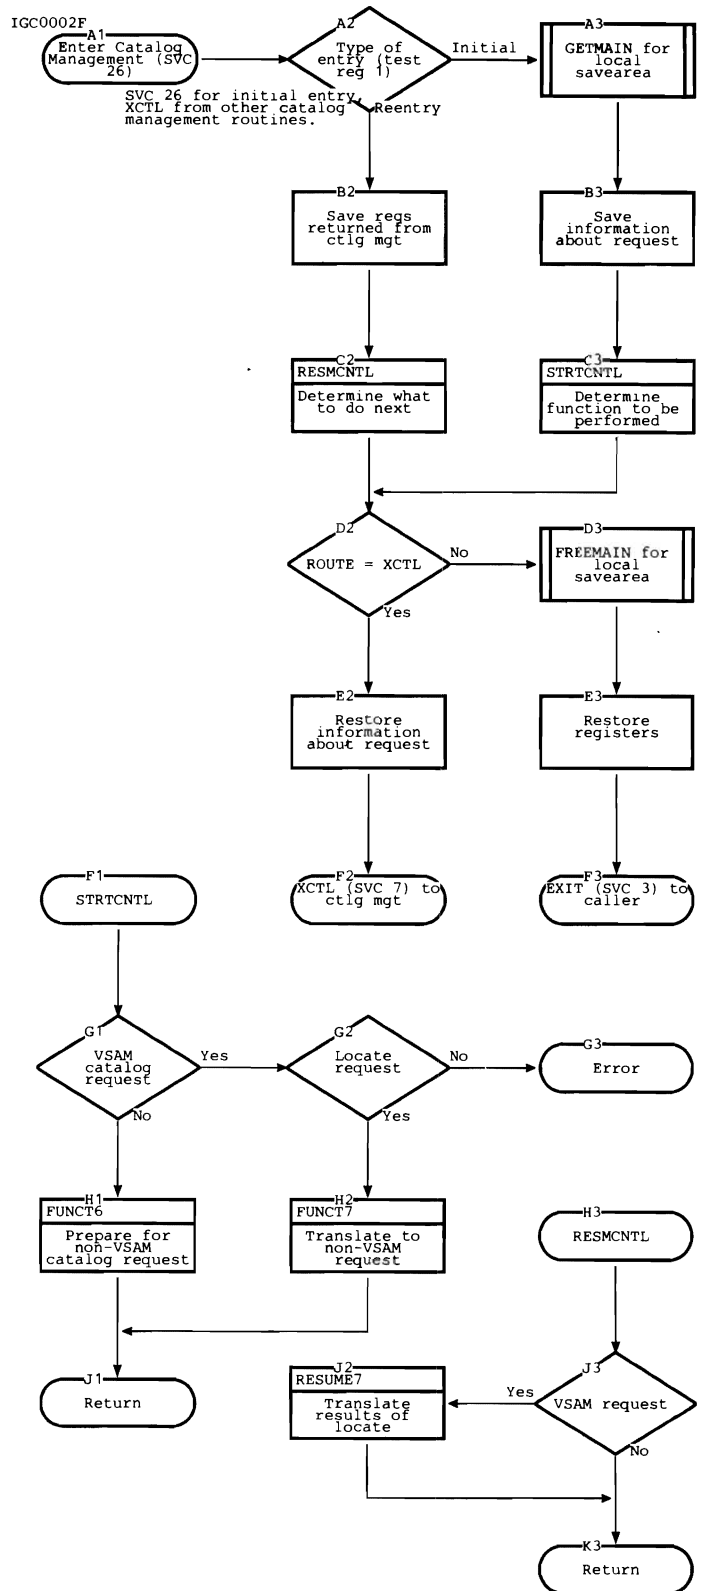 IGC0002F
A1
Enter Catalog
Management (SVC
26)
A2
Type of
entry (test
reg 1)
Initial
A3
GETMAIN for
local
savearea
SVC 26 for initial entry,
XCTL from other catalog
management routines.
Reentry
B2
Save regs
returned from
ctlg mgt
B3
Save
information
about request
C2
RESMCNTL
Determine what
to do next
C3
STRTCNTL
Determine
function to be
performed
D2
ROUTE = XCTL
No
Yes
D3
FREEMAIN for
local
savearea
E2
Restore
information
about request
E3
Restore
registers
F1
STRTCNTL
F2
XCTL (SVC 7) to
ctlg mgt
F3
EXIT (SVC 3) to
caller
G1
VSAM
catalog
request
Yes
No
G2
Locate
request
No
Yes
G3
Error
H1
FUNCT6
Prepare for
non-VSAM
catalog request
H2
FUNCT7
Translate to
non-VSAM
request
H3
RESMCNTL
J1
Return
J2
RESUME7
Translate
results of
locate
Yes
J3
VSAM request
No
K3
Return